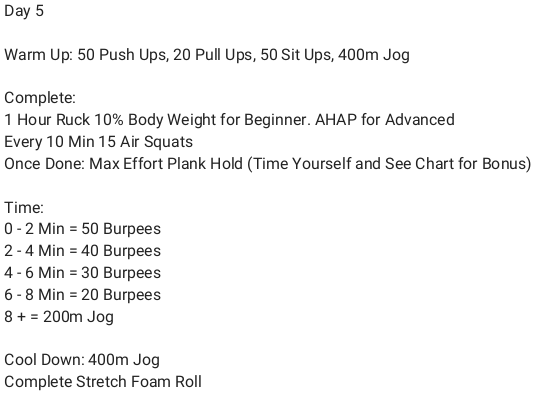 Day 5
Warm Up: 50 Push Ups, 20 Pull Ups, 50 Sit Ups, 400m Jog
Complete:
1 Hour Ruck 10% Body Weight for Beginner. AHAP for Advanced
Every 10 Min 15 Air Squats
Once Done: Max Effort Plank Hold (Time Yourself and See Chart for Bonus)
Time:
0 - 2 Min = 50 Burpees
2 - 4 Min = 40 Burpees
4 - 6 Min = 30 Burpees
6 - 8 Min = 20 Burpees
8 + = 200m Jog
Cool Down: 400m Jog
Complete Stretch Foam Roll